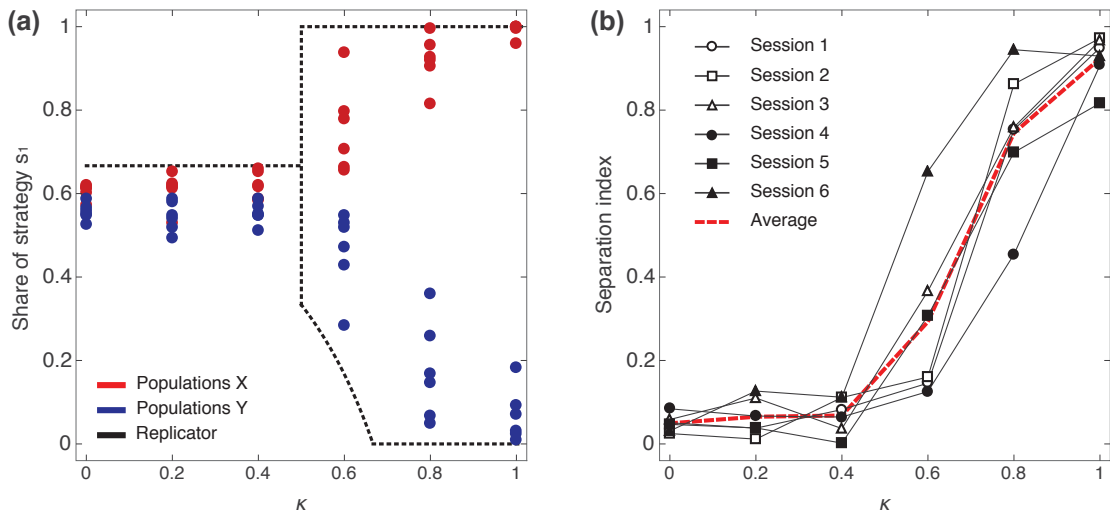 (a)
Share of strategy s₁
1
0.8
0.6
0.4
0.2
0
Populations X
Populations Y
Replicator
0 0.2 0.4 0.6 0.8 1
κ
(b)
Separation index
1
0.8
0.6
0.4
0.2
0
Session 1
Session 2
Session 3
Session 4
Session 5
Session 6
Average
0 0.2 0.4 0.6 0.8 1
κ